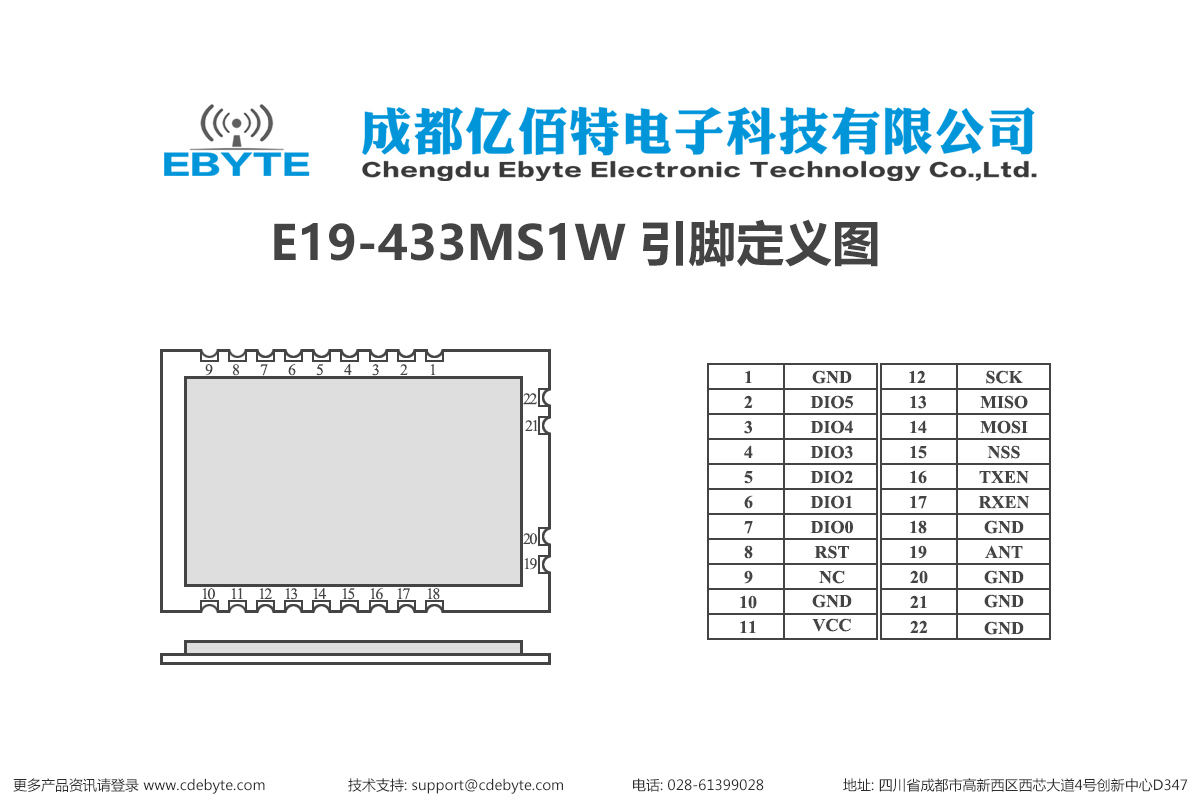 EBYTE
成都亿佰特电子科技有限公司
Chengdu Ebyte Electronic Technology Co.,Ltd.
E19-433MS1W 引脚定义图
9 8 7 6 5 4 3 2 1
22
21
20
19
10 11 12 13 14 15 16 17 18
1 GND 12 SCK
2 DIO5 13 MISO
3 DIO4 14 MOSI
4 DIO3 15 NSS
5 DIO2 16 TXEN
6 DIO1 17 RXEN
7 DIO0 18 GND
8 RST 19 ANT
9 NC 20 GND
10 GND 21 GND
11 VCC 22 GND
更多产品资讯请登录 www.cdebyte.com 技术支持: support@cdebyte.com 电话: 028-61399028 地址: 四川省成都市高新西区西芯大道4号创新中心D347